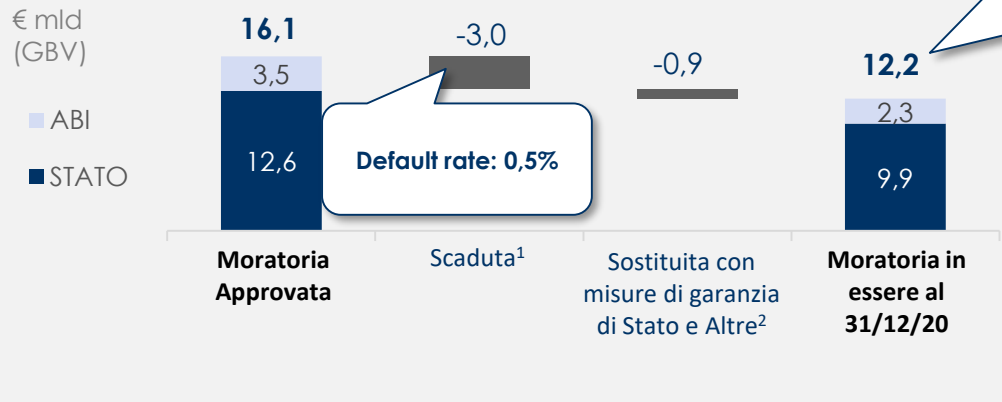 € mld
(GBV)
ABI
STATO
16,1
3,5
12,6
-3,0
Default rate: 0,5%
-0,9
12,2
2,3
9,9
Moratoria
Approvata
Scaduta¹
Sostituita con
misure di garanzia
di Stato e Altre²
Moratoria in
essere al
31/12/20